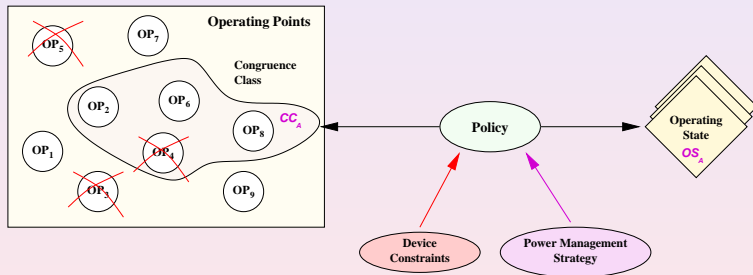 Operating Points
OP5
OP7
Congruence
Class
OP2
OP6
CCA
OP8
OP4
OP1
OP3
OP9
Policy
Operating
State
OSA
Device
Constraints
Power Management
Strategy